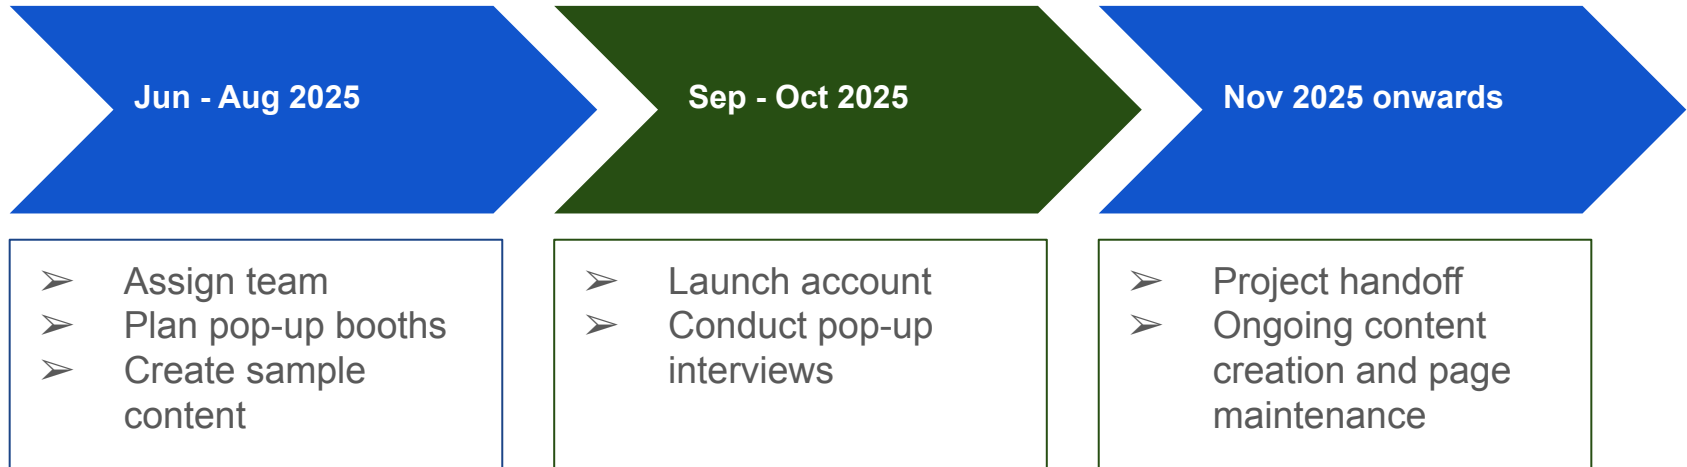 Jun - Aug 2025
Sep - Oct 2025
Nov 2025 onwards
➢ Assign team
➢ Plan pop-up booths
➢ Create sample
content
➢ Launch account
➢ Conduct pop-up
interviews
➢ Project handoff
➢ Ongoing content
creation and page
maintenance